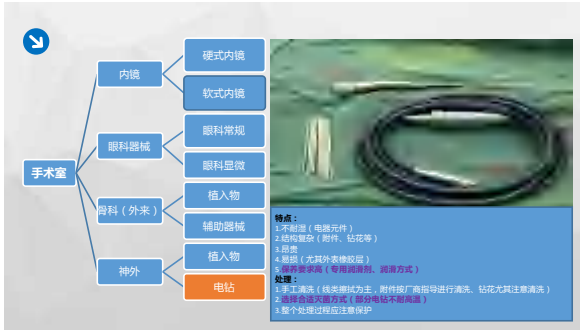 手术室
内镜
硬式内镜
软式内镜
眼科器械
眼科常规
眼科显微
骨科（外来）
植入物
辅助器械
神外
植入物
电钻
特点：
1.不耐湿（电器元件）
2.结构复杂（附件、钻花等）
3.昂贵
4.易损（尤其外表橡胶层）
5.保养要求高（专用润滑剂、润滑方式）
处理：
1.手工清洗（线类擦拭为主，附件按厂商指导进行清洗、钻花尤其注意清洗）
2.选择合适灭菌方式（部分电钻不耐高温）
3.整个处理过程应注意保护